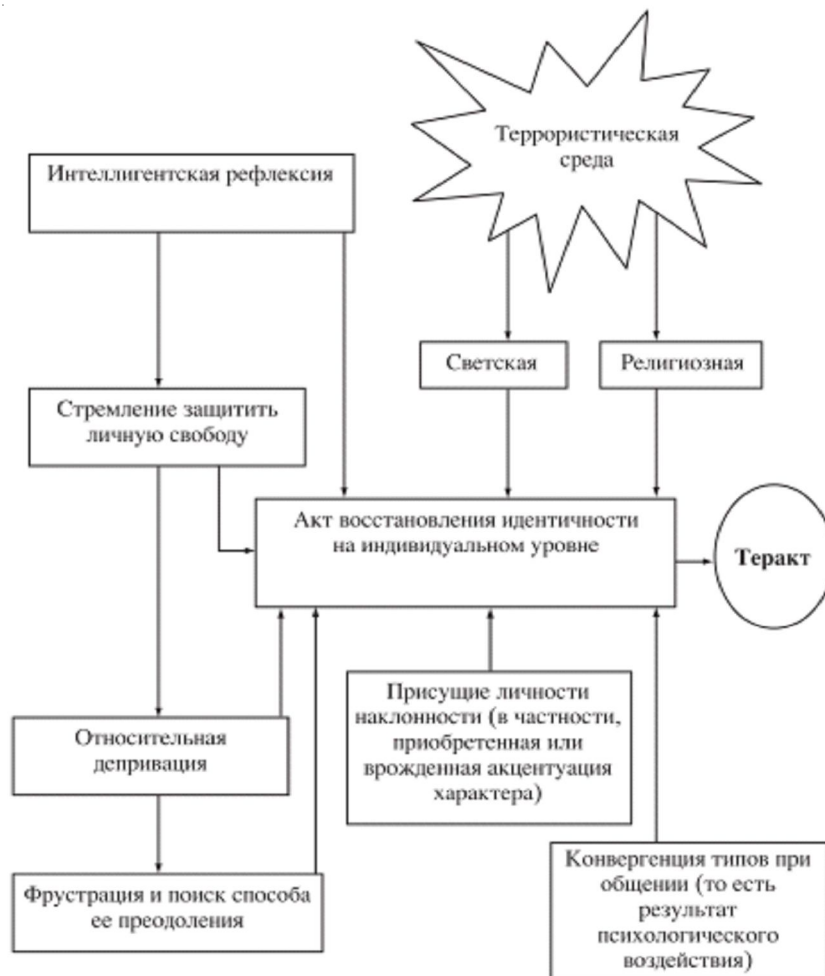 Террористическая
среда
Интеллигентская рефлексия
Светская
Религиозная
Стремление защитить
личную свободу
Акт восстановления идентичности
на индивидуальном уровне
Теракт
Присущие личности
наклонности (в частности,
приобретенная или
врожденная акцентуация
характера)
Относительная
депривация
Конвергенция типов при
общении (то есть
результат
психологического
воздействия)
Фрустрация и поиск способа
ее преодоления